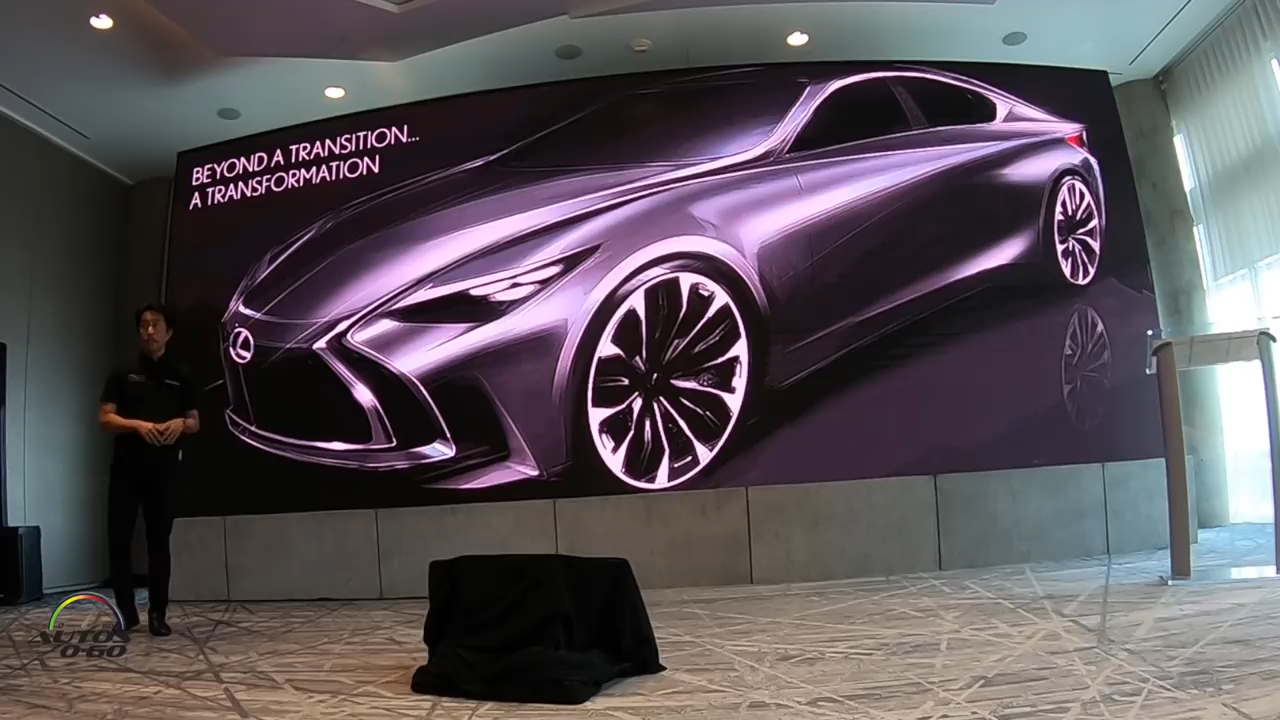 BEYOND A TRANSITION...
A TRANSFORMATION
AUTOS
0-60